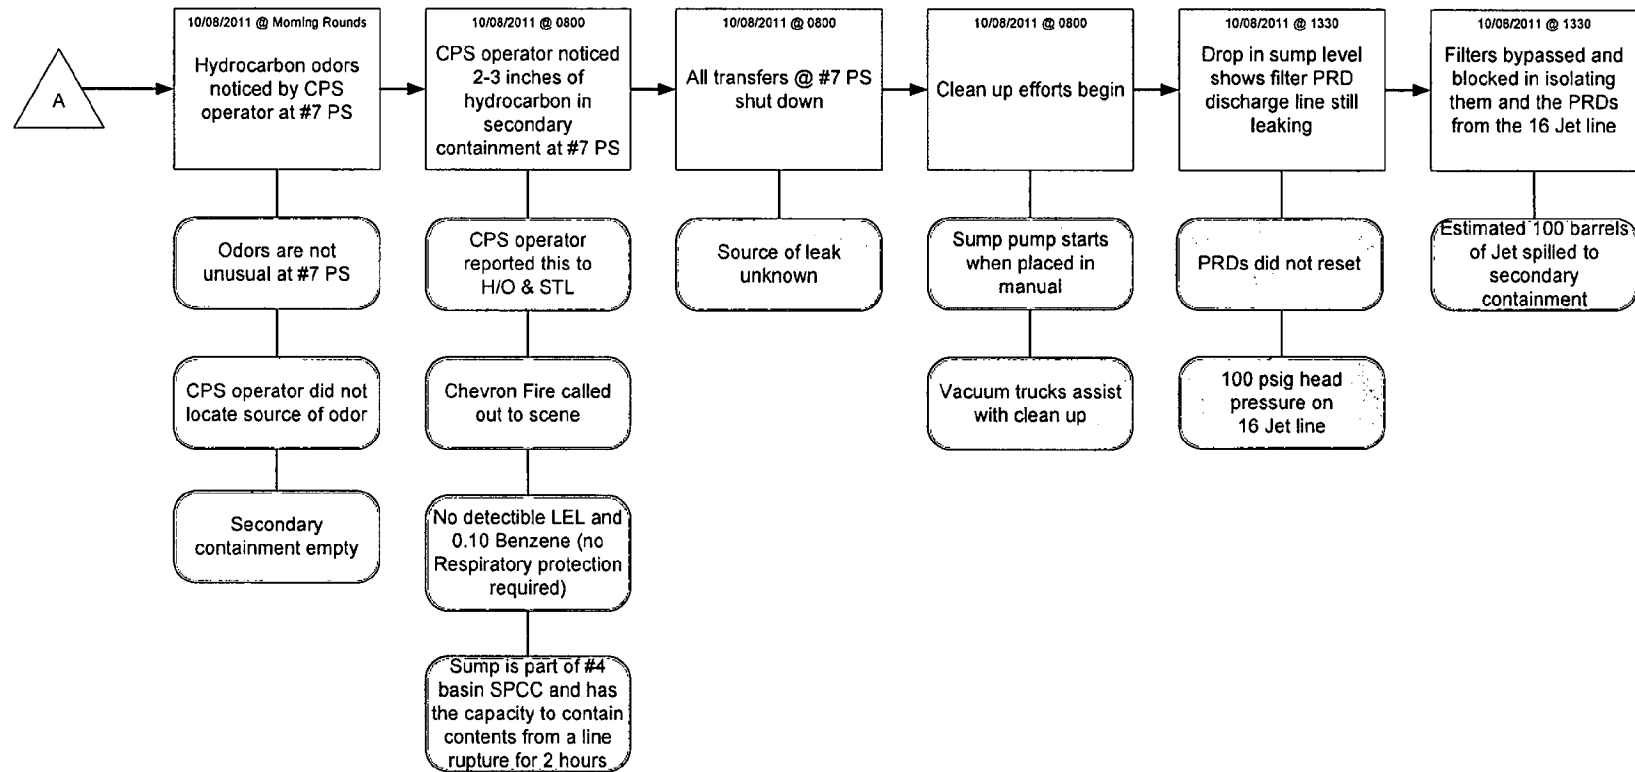 A
10/08/2011 @ Morning Rounds
Hydrocarbon odors
noticed by CPS
operator at #7 PS
10/08/2011 @ 0800
CPS operator noticed
2-3 inches of
hydrocarbon in
secondary
containment at #7 PS
10/08/2011 @ 0800
All transfers @ #7 PS
shut down
10/08/2011 @ 0800
Clean up efforts begin
10/08/2011 @ 1330
Drop in sump level
shows filter PRD
discharge line still
leaking
10/08/2011 @ 1330
Filters bypassed and
blocked in isolating
them and the PRDs
from the 16 Jet line
Odors are not
unusual at #7 PS
CPS operator
reported this to
H/O & STL
Source of leak
unknown
Sump pump starts
when placed in
manual
PRDs did not reset
Estimated 100 barrels
of Jet spilled to
secondary
containment
CPS operator did not
locate source of odor
Chevron Fire called
out to scene
Vacuum trucks assist
with clean up
100 psig head
pressure on
16 Jet line
Secondary
containment empty
No detectible LEL and
0.10 Benzene (no
Respiratory protection
required)
Sump is part of #4
basin SPCC and has
the capacity to contain
contents from a line
rupture for 2 hours